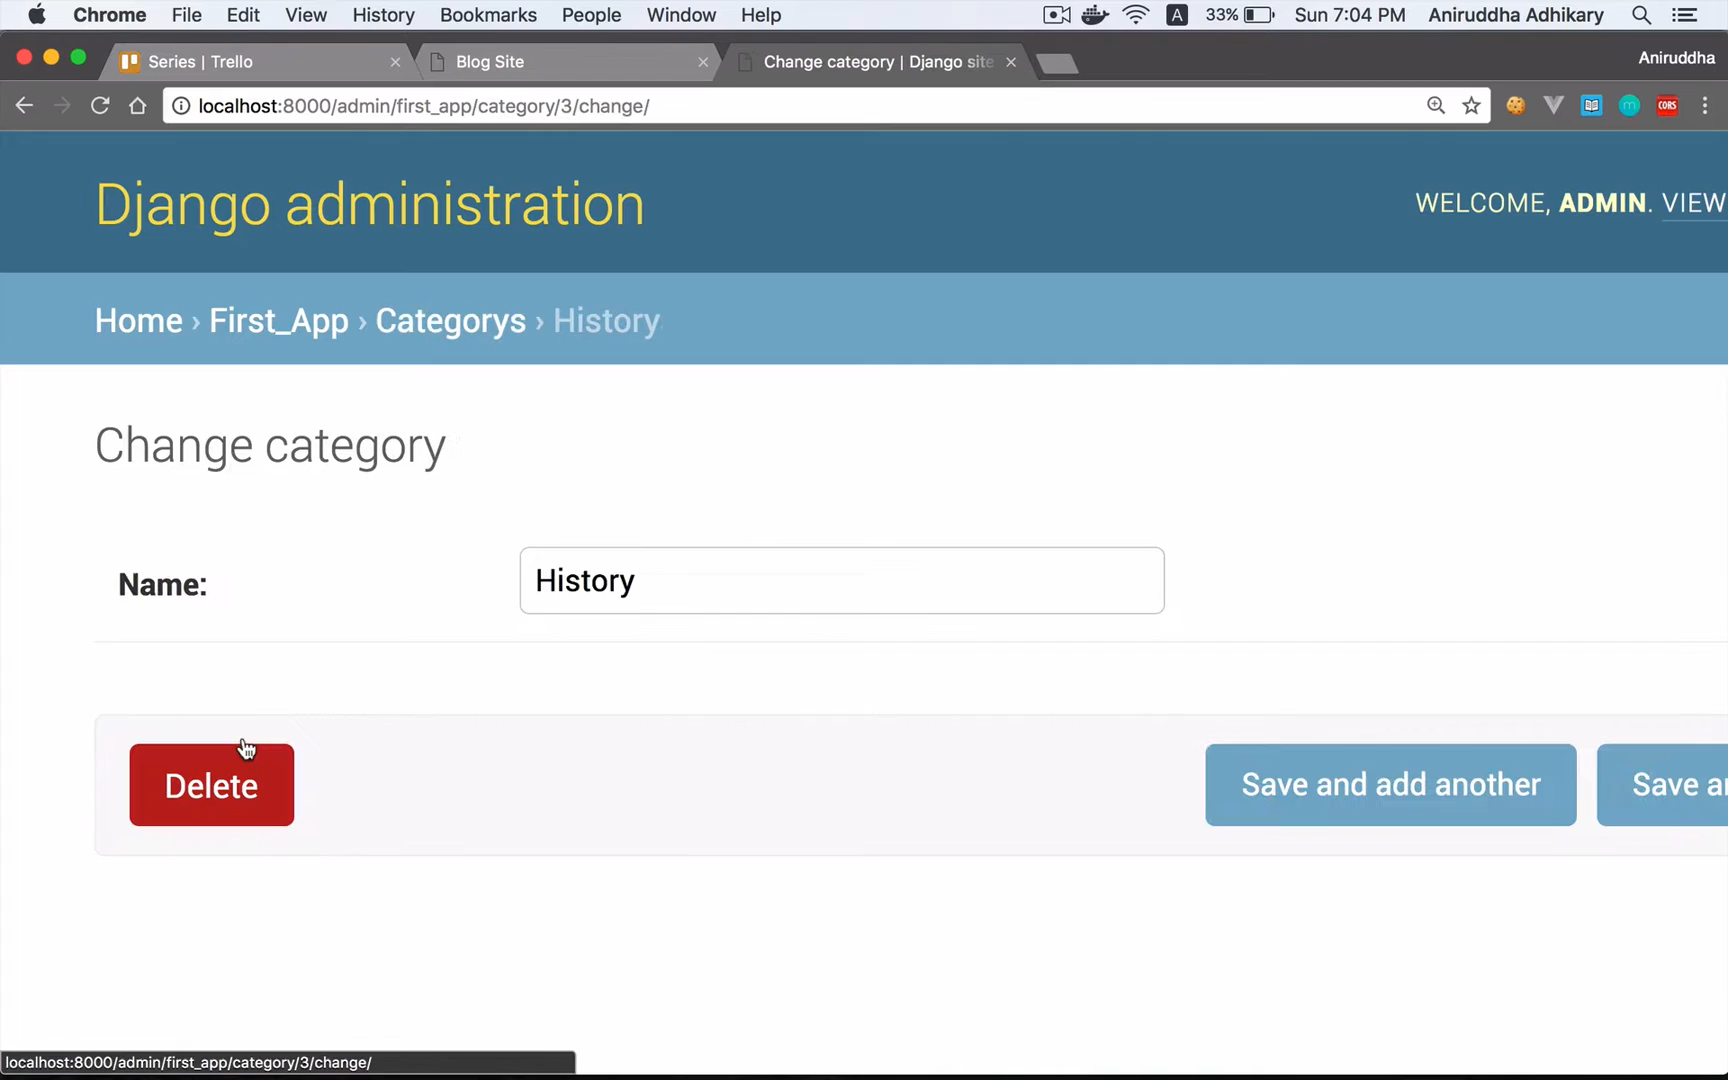 Chrome File Edit View History Bookmarks People Window Help A 33% Sun 7:04 PM Aniruddha Adhikary
Series | Trello Blog Site Change category | Django site Aniruddha
localhost:8000/admin/first_app/category/3/change/ m CORS
Django administration WELCOME, ADMIN. VIEW
Home › First_App › Categorys › History
Change category
Name: History
Delete Save and add another Save a
localhost:8000/admin/first_app/category/3/change/